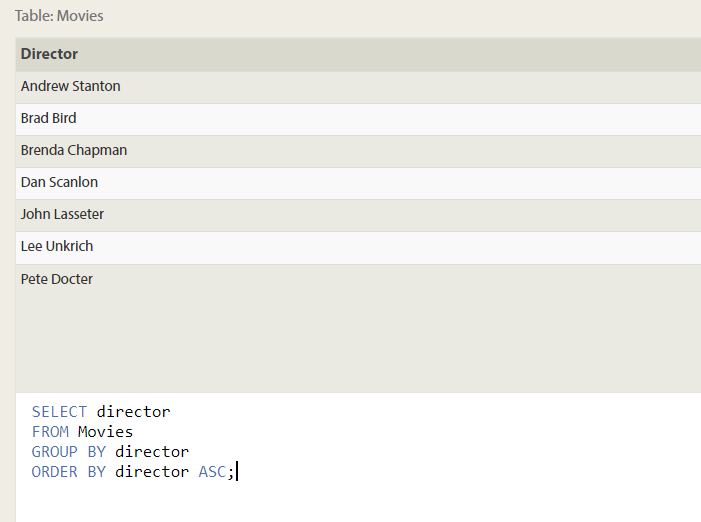 Table: Movies
Director
Andrew Stanton
Brad Bird
Brenda Chapman
Dan Scanlon
John Lasseter
Lee Unkrich
Pete Docter
SELECT director
FROM Movies
GROUP BY director
ORDER BY director ASC;